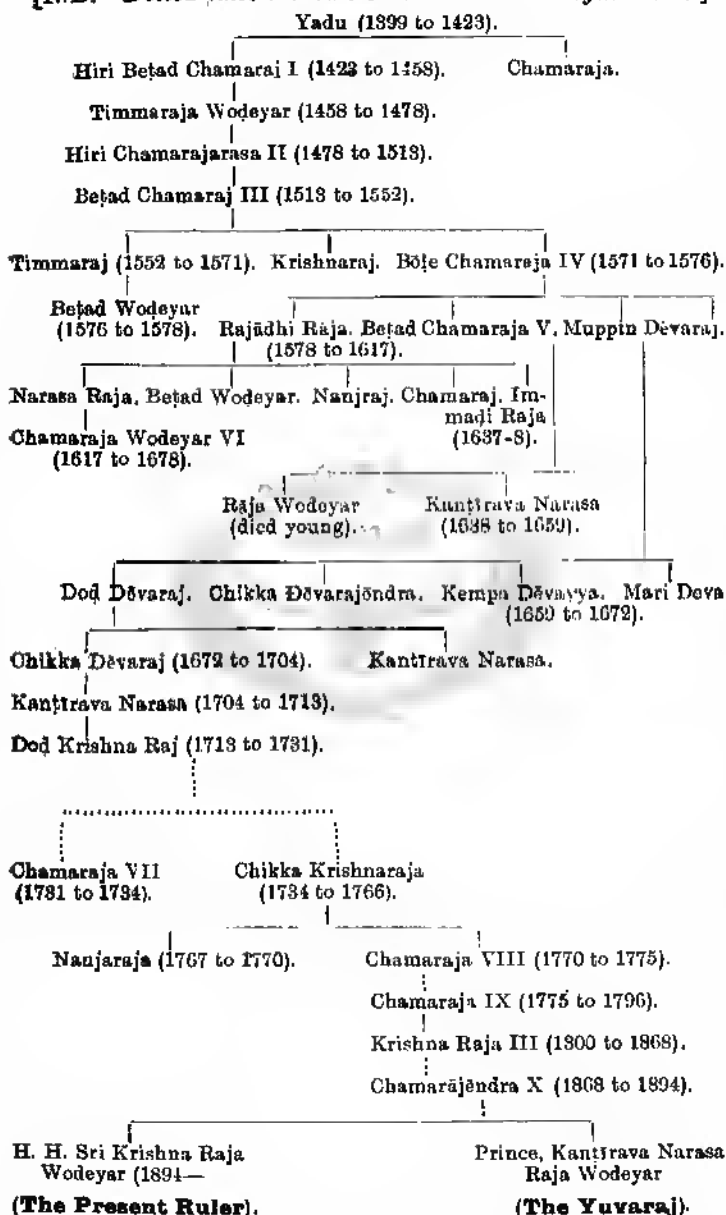 Yadu (1399 to 1423).
Hiri Beṭad Chamaraj I (1423 to 1458). Chamaraja.
Timmaraja Woḍeyar (1458 to 1478).
Hiri Chamarajarasa II (1478 to 1513).
Beṭad Chamaraj III (1513 to 1552).
Timmaraj (1552 to 1571). Krishnaraj. Bōḷe Chamaraja IV (1571 to 1576).
Beṭad Wodeyar
(1576 to 1578). Rajādhi Raja. Beṭad Chamaraja V. Muppin Dēvaraj.
(1578 to 1617).
Narasa Raja. Beṭad Wodeyar. Nanjraj. Chamaraj. Im-
maḍi Raja
(1637-8).
Chamaraja Wodeyar VI
(1617 to 1678).
Rāja Wodeyar Kanṭīrava Narasa
(died young). (1638 to 1659).
Doḍ Dēvaraj. Chikka Dēvarajēndra. Kempa Dēvayya. Mari Deva
(1659 to 1672).
Chikka Dēvaraj (1672 to 1704). Kantīrava Narasa.
Kanṭīrava Narasa (1704 to 1713).
Doḍ Krishna Raj (1713 to 1731).
Chamaraja VII Chikka Krishnaraja
(1731 to 1734). (1734 to 1766).
Nanjaraja (1767 to 1770). Chamaraja VIII (1770 to 1775).
Chamaraja IX (1775 to 1796).
Krishna Raja III (1800 to 1868).
Chamarājēndra X (1868 to 1894).
H. H. Sri Krishna Raja Prince, Kanṭīrava Narasa
Wodeyar (1894— Raja Wodeyar
(The Present Ruler). (The Yuvaraj).